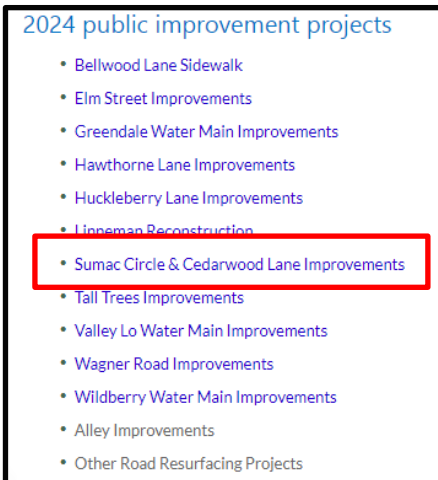 2024 public improvement projects
Bellwood Lane Sidewalk
Elm Street Improvements
Greendale Water Main Improvements
Hawthorne Lane Improvements
Huckleberry Lane Improvements
Linneman Reconstruction
Sumac Circle & Cedarwood Lane Improvements
Tall Trees Improvements
Valley Lo Water Main Improvements
Wagner Road Improvements
Wildberry Water Main Improvements
Alley Improvements
Other Road Resurfacing Projects